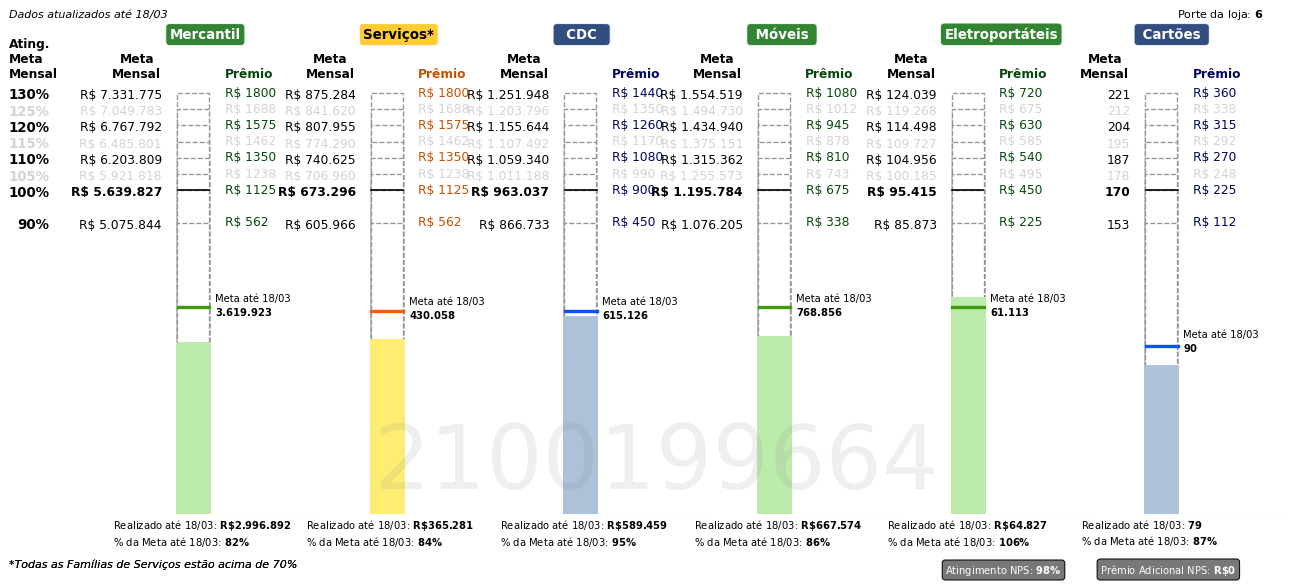 Dados atualizados até 18/03
Porte da loja: 6
Mercantil Serviços* CDC Móveis Eletroportáteis Cartões
Ating. Meta Mensal
Meta Mensal Prêmio Meta Mensal Prêmio Meta Mensal Prêmio Meta Mensal Prêmio Meta Mensal Prêmio Meta Mensal Prêmio
130% R$ 7.331.775 R$ 1800 R$ 875.284 R$ 1800 R$ 1.251.948 R$ 1440 R$ 1.554.519 R$ 1080 R$ 124.039 R$ 720 221 R$ 360
125% R$ 7.049.783 R$ 1688 R$ 841.620 R$ 1688 R$ 1.203.796 R$ 1350 R$ 1.494.730 R$ 1012 R$ 119.268 R$ 675 212 R$ 338
120% R$ 6.767.792 R$ 1575 R$ 807.955 R$ 1575 R$ 1.155.644 R$ 1260 R$ 1.434.940 R$ 945 R$ 114.498 R$ 630 204 R$ 315
115% R$ 6.485.801 R$ 1462 R$ 774.290 R$ 1462 R$ 1.107.492 R$ 1170 R$ 1.375.151 R$ 878 R$ 109.727 R$ 585 195 R$ 292
110% R$ 6.203.809 R$ 1350 R$ 740.625 R$ 1350 R$ 1.059.340 R$ 1080 R$ 1.315.362 R$ 810 R$ 104.956 R$ 540 187 R$ 270
105% R$ 5.921.818 R$ 1238 R$ 706.960 R$ 1238 R$ 1.011.188 R$ 990 R$ 1.255.573 R$ 743 R$ 100.185 R$ 495 178 R$ 248
100% R$ 5.639.827 R$ 1125 R$ 673.296 R$ 1125 R$ 963.037 R$ 900 R$ 1.195.784 R$ 675 R$ 95.415 R$ 450 170 R$ 225
90% R$ 5.075.844 R$ 562 R$ 605.966 R$ 562 R$ 866.733 R$ 450 R$ 1.076.205 R$ 338 R$ 85.873 R$ 225 153 R$ 112
Meta até 18/03 Meta até 18/03 Meta até 18/03 Meta até 18/03 Meta até 18/03
3.619.923 430.058 615.126 768.856 61.113
Meta até 18/03
90
2100199664
Realizado até 18/03: R$2.996.892 Realizado até 18/03: R$365.281 Realizado até 18/03: R$589.459 Realizado até 18/03: R$667.574 Realizado até 18/03: R$64.827 Realizado até 18/03: 79
% da Meta até 18/03: 82% % da Meta até 18/03: 84% % da Meta até 18/03: 95% % da Meta até 18/03: 86% % da Meta até 18/03: 106% % da Meta até 18/03: 87%
*Todas as Famílias de Serviços estão acima de 70%
Atingimento NPS: 98% Prêmio Adicional NPS: R$0